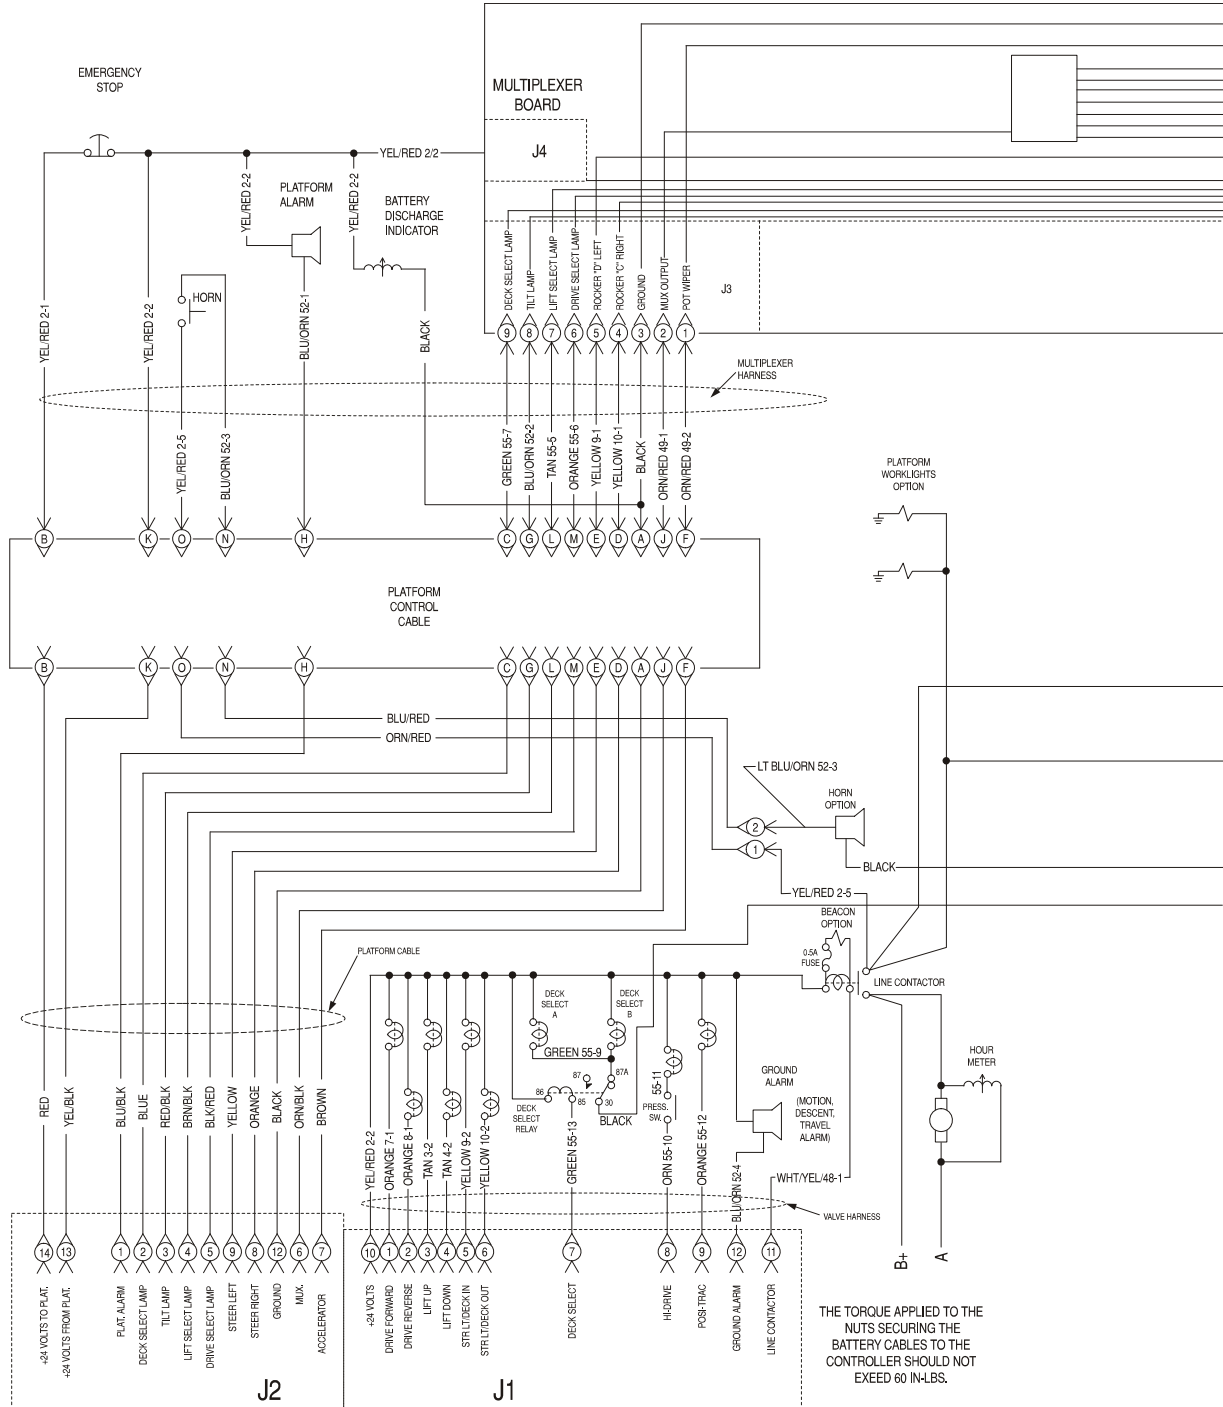 EMERGENCY
STOP
MULTIPLEXER
BOARD
J4
YEL/RED 2/2
YEL/RED 2-2
PLATFORM
ALARM
YEL/RED 2-2
BATTERY
DISCHARGE
INDICATOR
DECK SELECT LAMP
TILT LAMP
LIFT SELECT LAMP
DRIVE SELECT LAMP
ROCKER "D" LEFT
ROCKER "C" RIGHT
GROUND
MUX OUTPUT
POT WIPER
J3
HORN
9 8 7 6 5 4 3 2 1
YEL/RED 2-1
YEL/RED 2-2
BLU/ORN 52-1
BLACK
MULTIPLEXER
HARNESS
YEL/RED 2-5
BLU/ORN 52-3
GREEN 55-7
BLU/ORN 52-2
TAN 55-5
ORANGE 55-6
YELLOW 9-1
YELLOW 10-1
BLACK
ORN/RED 49-1
ORN/RED 49-2
PLATFORM
WORKLIGHTS
OPTION
B K O N H C G L M E D A J F
PLATFORM
CONTROL
CABLE
B K O N H C G L M E D A J F
BLU/RED
ORN/RED
LT BLU/ORN 52-3
HORN
OPTION
2
1
BLACK
YEL/RED 2-5
BEACON
OPTION
0.5A
FUSE
LINE CONTACTOR
PLATFORM CABLE
DECK
SELECT
A
DECK
SELECT
B
GREEN 55-9
87
87A
86
85
30
DECK
SELECT
RELAY
BLACK
55-11
PRESS.
SW.
GROUND
ALARM
(MOTION,
DESCENT,
TRAVEL
ALARM)
HOUR
METER
RED
YEL/BLK
BLU/BLK
BLUE
RED/BLK
BRN/BLK
BLK/RED
YELLOW
ORANGE
BLACK
ORN/BLK
BROWN
YEL/RED 2-2
ORANGE 7-1
ORANGE 8-1
TAN 3-2
TAN 4-2
YELLOW 9-2
YELLOW 10-2
GREEN 55-13
ORN 55-10
ORANGE 55-12
BLU/ORN 52-4
WHT/YEL/48-1
VALVE HARNESS
14 13 1 2 3 4 5 9 8 12 6 7
10 1 2 3 4 5 6 7 8 9 12 11
B+
A
+24 VOLTS TO PLAT.
+24 VOLTS FROM PLAT.
PLAT. ALARM
DECK SELECT LAMP
TILT LAMP
LIFT SELECT LAMP
DRIVE SELECT LAMP
STEER LEFT
STEER RIGHT
GROUND
MUX.
ACCELERATOR
+24 VOLTS
DRIVE FORWARD
DRIVE REVERSE
LIFT UP
LIFT DOWN
STR LT/DECK IN
STR LT/DECK OUT
DECK SELECT
HI-DRIVE
POSI-TRAC
GROUND ALARM
LINE CONTACTOR
J2
J1
THE TORQUE APPLIED TO THE
NUTS SECURING THE
BATTERY CABLES TO THE
CONTROLLER SHOULD NOT
EXEED 60 IN-LBS.